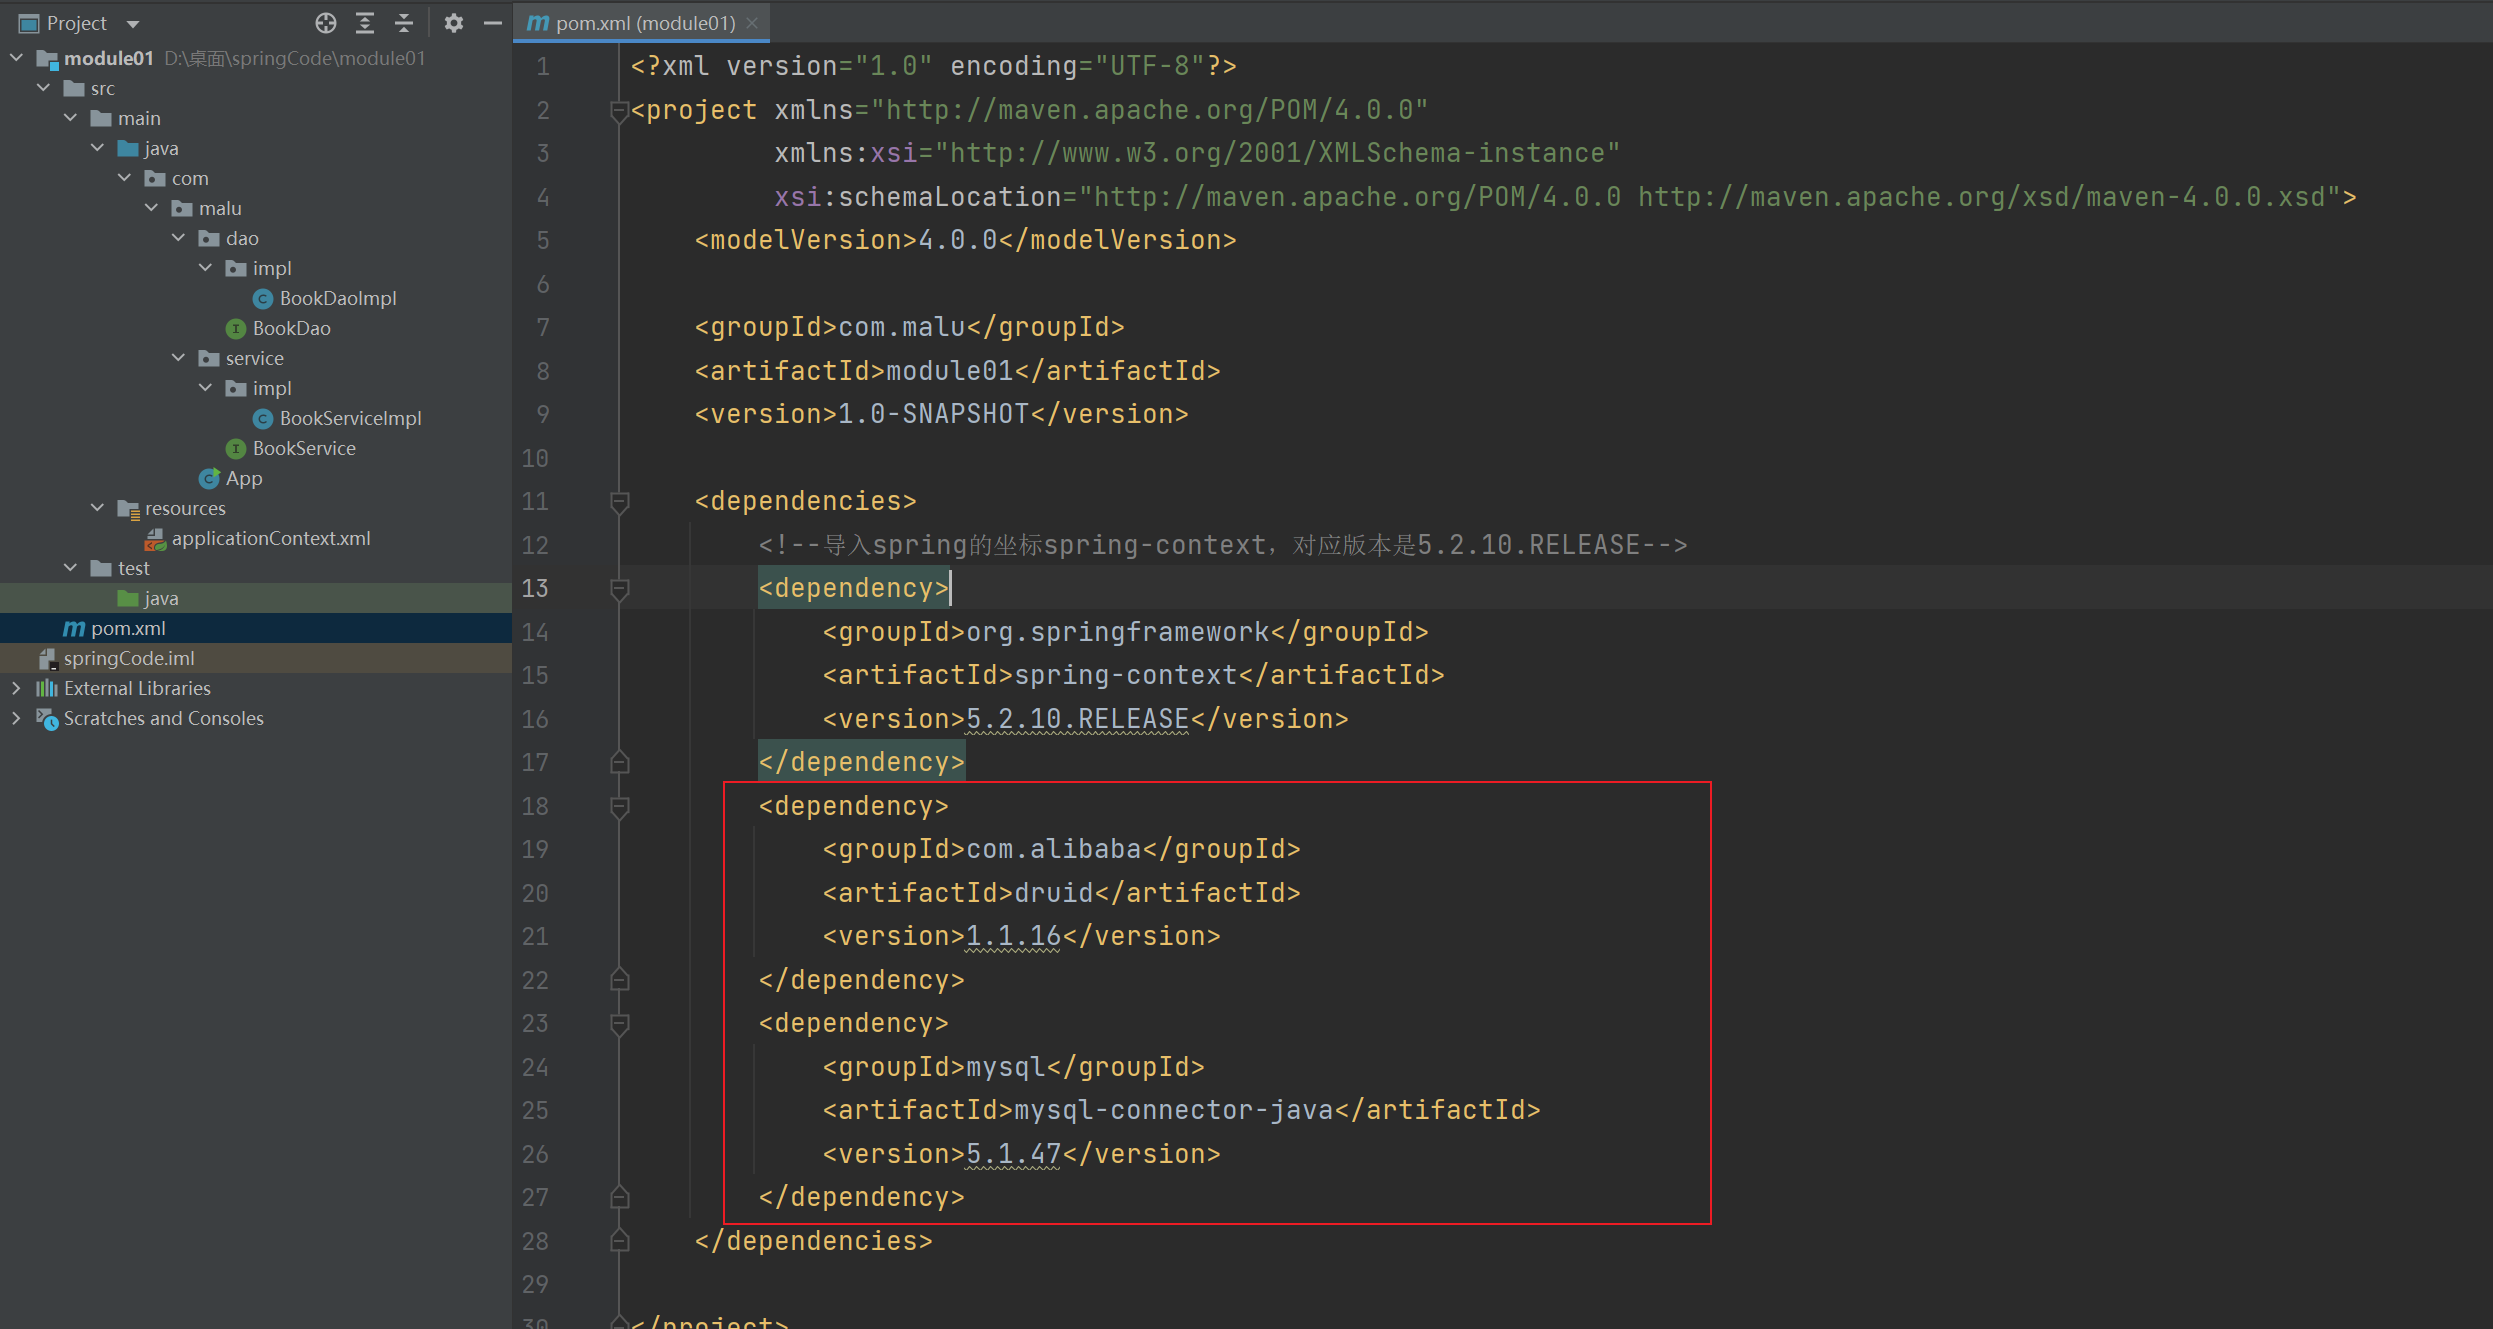 Project
module01 D:\桌面\springCode\module01
src
main
java
com
malu
dao
impl
BookDaoImpl
BookDao
service
impl
BookServiceImpl
BookService
App
resources
applicationContext.xml
test
java
pom.xml
springCode.iml
External Libraries
Scratches and Consoles
pom.xml (module01)
1 <?xml version="1.0" encoding="UTF-8"?>
2 <project xmlns="http://maven.apache.org/POM/4.0.0"
3 xmlns:xsi="http://www.w3.org/2001/XMLSchema-instance"
4 xsi:schemaLocation="http://maven.apache.org/POM/4.0.0 http://maven.apache.org/xsd/maven-4.0.0.xsd">
5 <modelVersion>4.0.0</modelVersion>
6
7 <groupId>com.malu</groupId>
8 <artifactId>module01</artifactId>
9 <version>1.0-SNAPSHOT</version>
10
11 <dependencies>
12 <!--导入spring的坐标spring-context，对应版本是5.2.10.RELEASE-->
13 <dependency>
14 <groupId>org.springframework</groupId>
15 <artifactId>spring-context</artifactId>
16 <version>5.2.10.RELEASE</version>
17 </dependency>
18 <dependency>
19 <groupId>com.alibaba</groupId>
20 <artifactId>druid</artifactId>
21 <version>1.1.16</version>
22 </dependency>
23 <dependency>
24 <groupId>mysql</groupId>
25 <artifactId>mysql-connector-java</artifactId>
26 <version>5.1.47</version>
27 </dependency>
28 </dependencies>
29
30 </project>